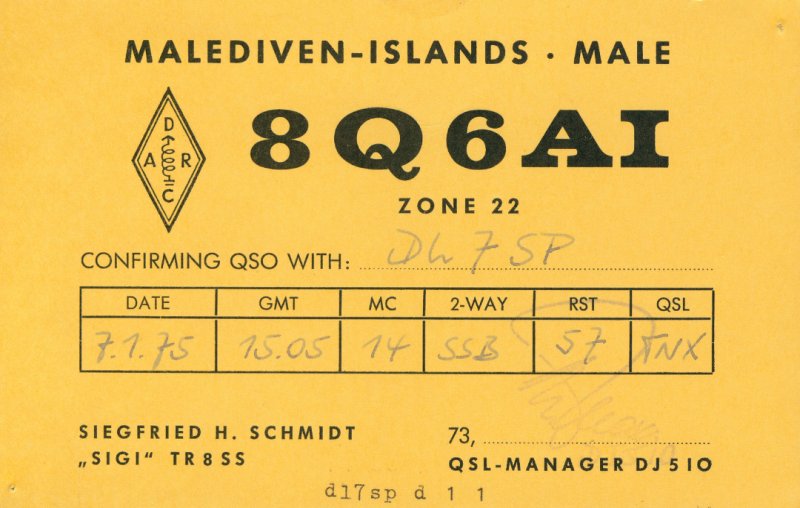 MALEDIVEN-ISLANDS · MALE
D
A R
C
8Q6AI
ZONE 22
CONFIRMING QSO WITH: DL7SP
DATE GMT MC 2-WAY RST QSL
7.1.75 15.05 14 SSB 57 TNX
SIEGFRIED H. SCHMIDT
„SIGI“ TR8SS
73,
QSL-MANAGER DJ5IO
dl7sp d 1 1